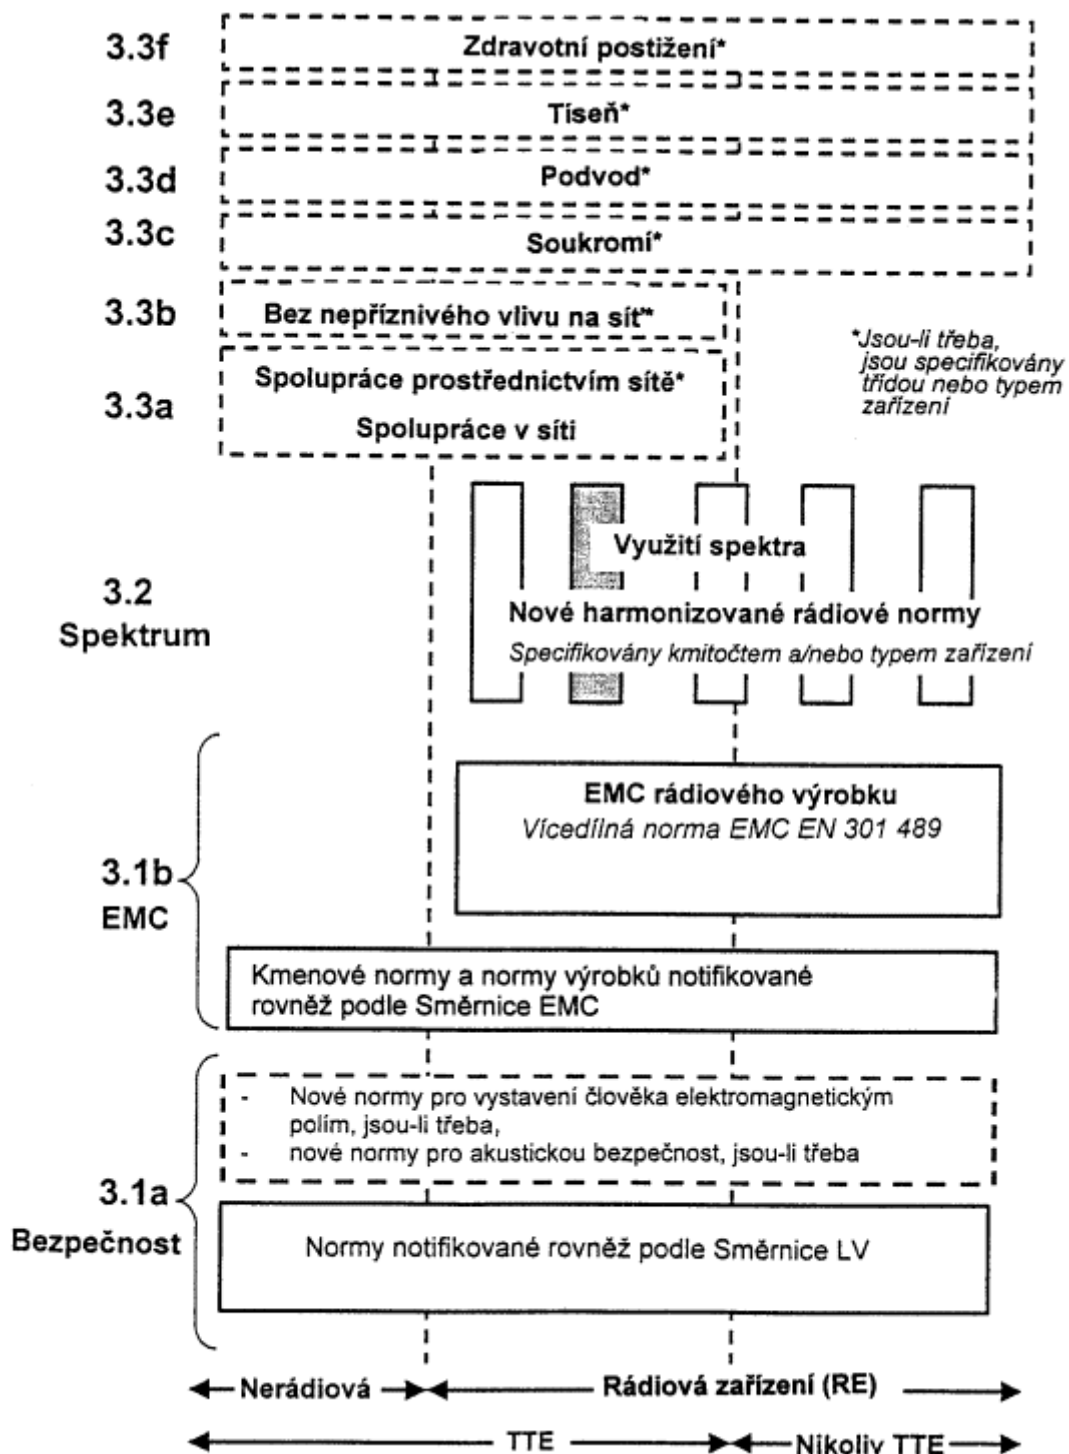 3.3f
Zdravotní postižení*
3.3e
Tíseň*
3.3d
Podvod*
3.3c
Soukromí*
3.3b
Bez nepříznivého vlivu na síť*
3.3a
Spolupráce prostřednictvím sítě*
Spolupráce v síti
*Jsou-li třeba,
jsou specifikovány
třídou nebo typem
zařízení
3.2
Spektrum
Využití spektra
Nové harmonizované rádiové normy
Specifikovány kmitočtem a/nebo typem zařízení
3.1b
EMC
EMC rádiového výrobku
Vícedílná norma EMC EN 301 489
Kmenové normy a normy výrobků notifikované
rovněž podle Směrnice EMC
3.1a
Bezpečnost
- Nové normy pro vystavení člověka elektromagnetickým
polím, jsou-li třeba,
- nové normy pro akustickou bezpečnost, jsou-li třeba
Normy notifikované rovněž podle Směrnice LV
Nerádiová
Rádiová zařízení (RE)
TTE
Nikoliv TTE